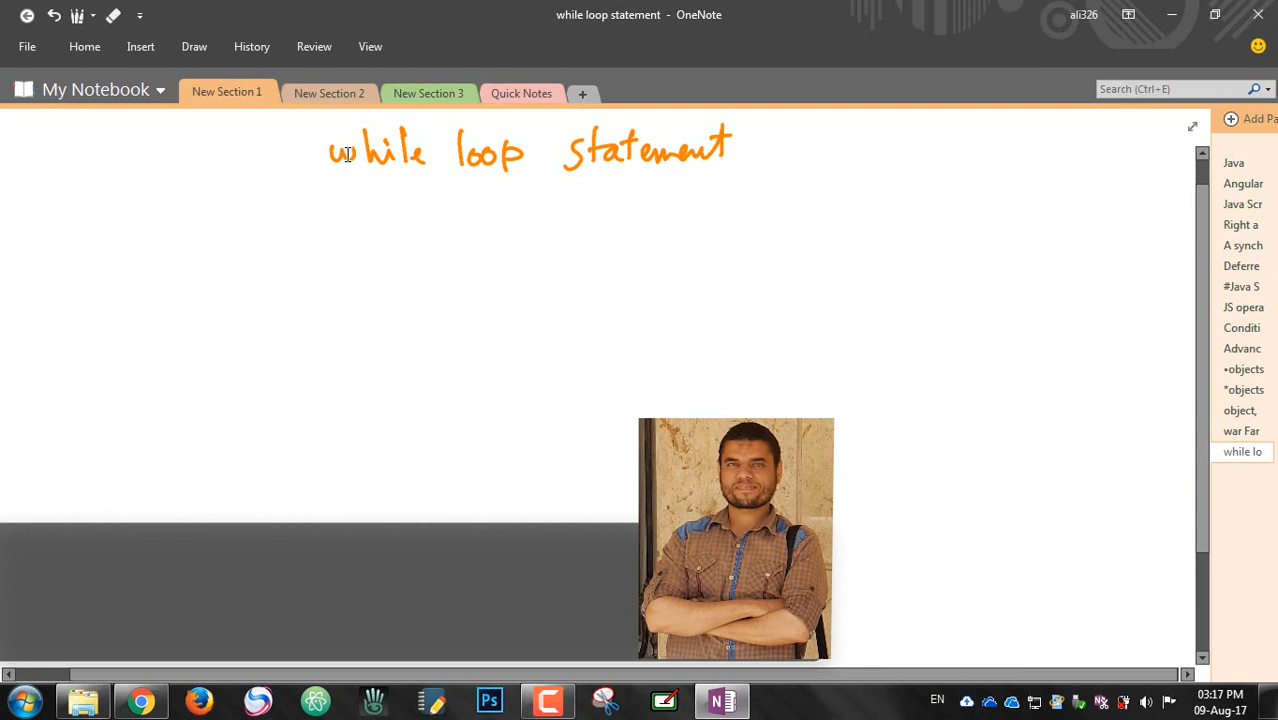 while loop statement - OneNote
ali326
File Home Insert Draw History Review View
My Notebook New Section 1 New Section 2 New Section 3 Quick Notes +
Search (Ctrl+E)
while loop statement
Add Pa
Java
Angular
Java Scr
Right a
A synch
Deferre
#Java S
JS opera
Conditi
Advanc
•objects
*objects
object,
war Far
while lo
Ps
N
EN
03:17 PM
09-Aug-17